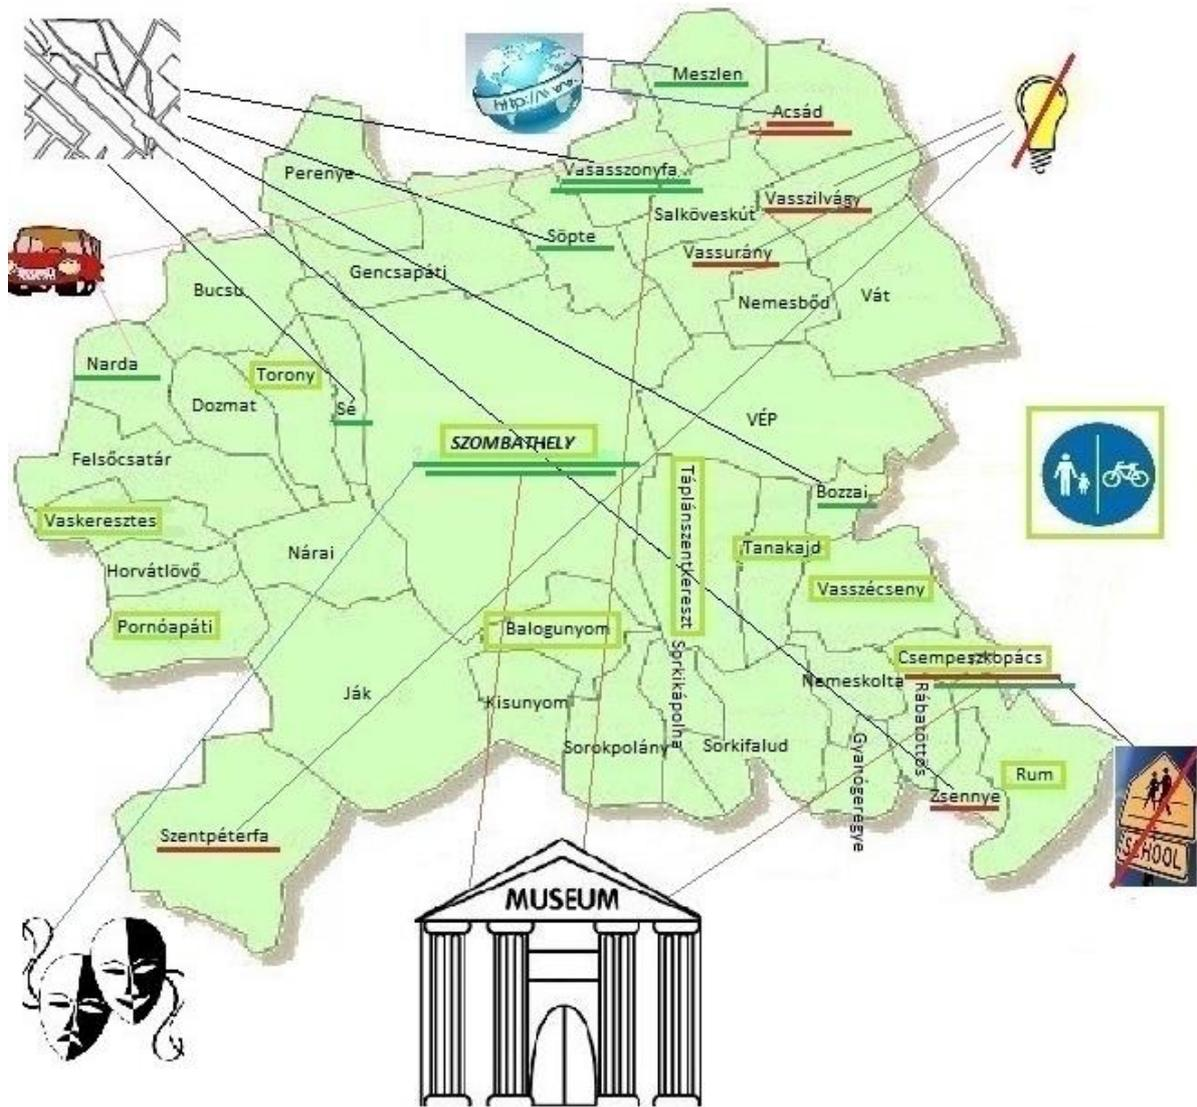 Meszlen
http://www.
Acsád
Perenye
Vasasszonyfa
Vasszilvágy
Salköveskút
Söpte
Vassurány
Gencsapáti
Bucsu
Nemesbőd
Vát
Narda
Torony
Dozmat
Sé
VÉP
SZOMBATHELY
Felsőcsatár
Táplánszentkereszt
Bozzai
Vaskeresztes
Nárai
Tanakajd
Horvátlövő
Vasszécseny
Pornóapáti
Balogunyom
Csempeszkopács
Sorkikápolna
Nemeskolta
Ják
Kisunyom
Rábatöttös
Sorokpolány
Sorkifalud
Gyanógeregye
Rum
Zsennye
Szentpéterfa
SCHOOL
MUSEUM